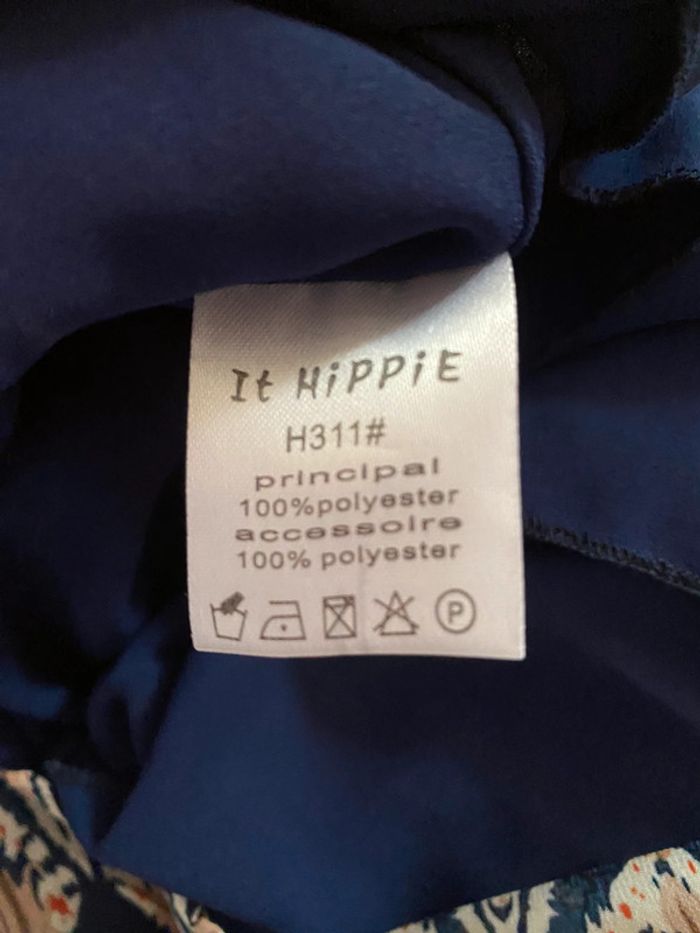 It HiPPiE
H311#
principal
100%polyester
accessoire
100% polyester
P